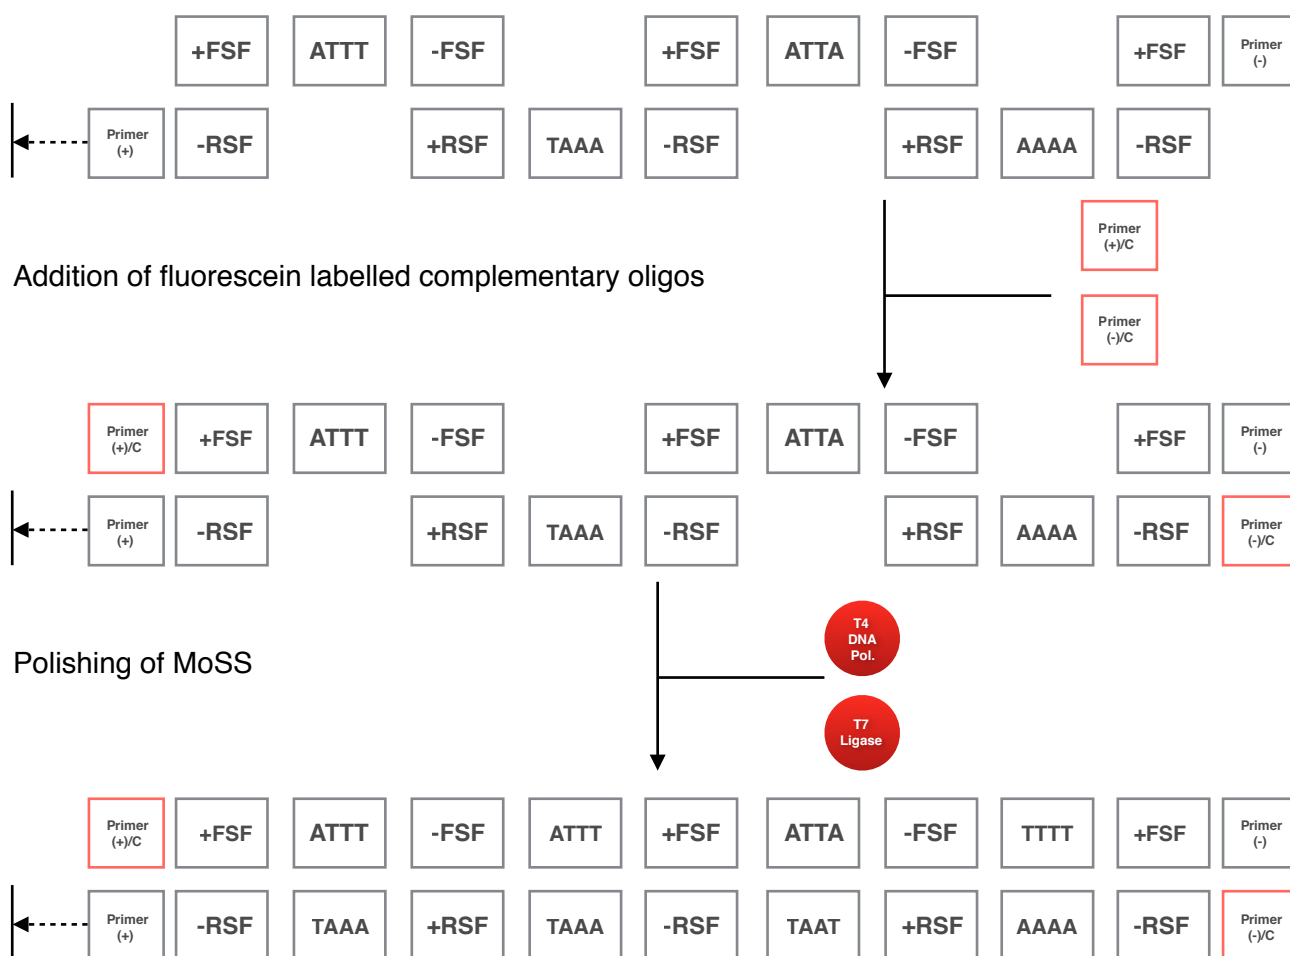 +FSF ATTT -FSF +FSF ATTA -FSF +FSF Primer
(-)
Primer
(+) -RSF +RSF TAAA -RSF +RSF AAAA -RSF
Primer
(+)/C
Addition of fluorescein labelled complementary oligos
Primer
(-)/C
Primer
(+)/C +FSF ATTT -FSF +FSF ATTA -FSF +FSF Primer
(-)
Primer
(+) -RSF +RSF TAAA -RSF +RSF AAAA -RSF Primer
(-)/C
T4
DNA
Pol.
Polishing of MoSS
T7
Ligase
Primer
(+)/C +FSF ATTT -FSF ATTT +FSF ATTA -FSF TTTT +FSF Primer
(-)
Primer
(+) -RSF TAAA +RSF TAAA -RSF TAAT +RSF AAAA -RSF Primer
(-)/C